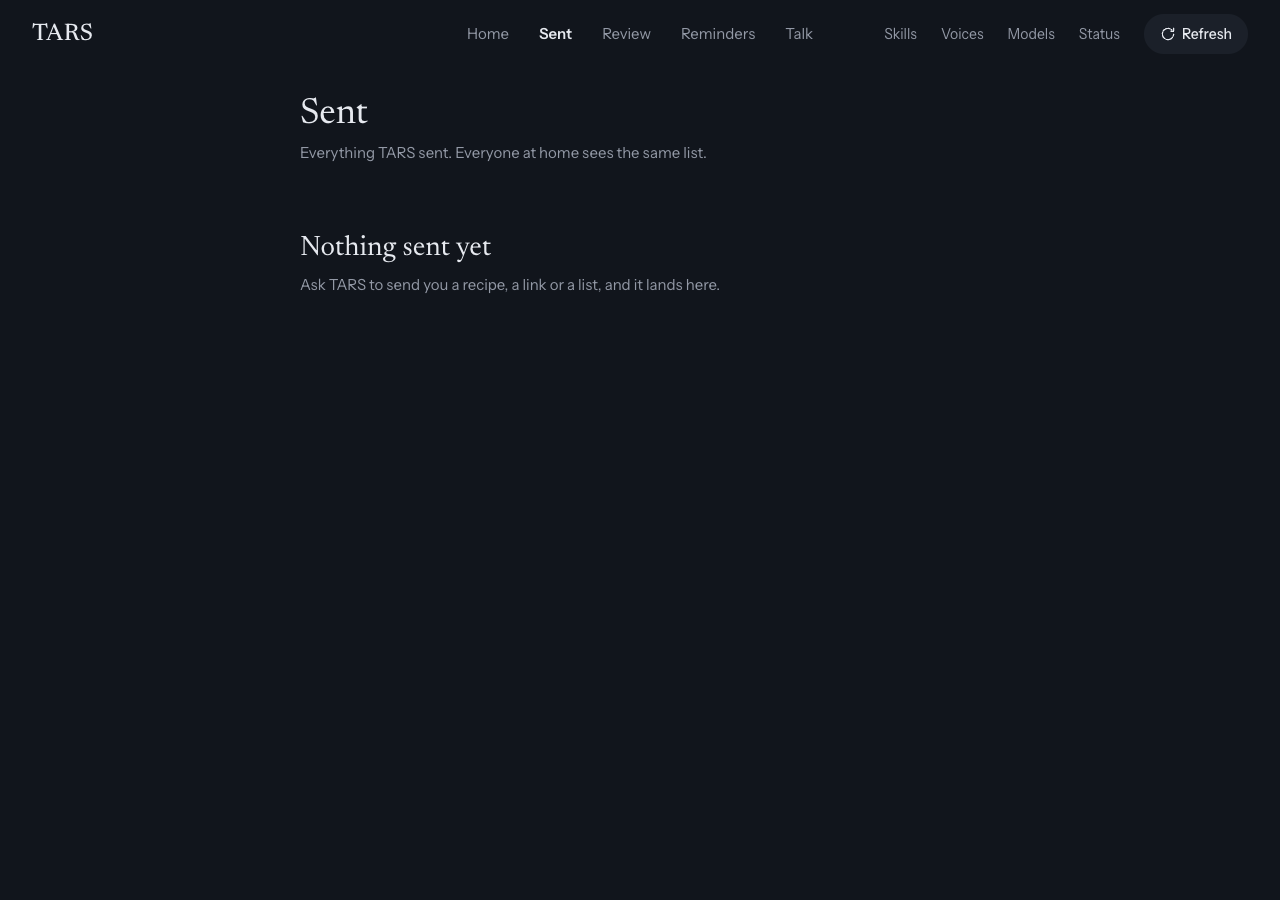 TARS
Home Sent Review Reminders Talk Skills Voices Models Status Refresh
Sent
Everything TARS sent. Everyone at home sees the same list.
Nothing sent yet
Ask TARS to send you a recipe, a link or a list, and it lands here.